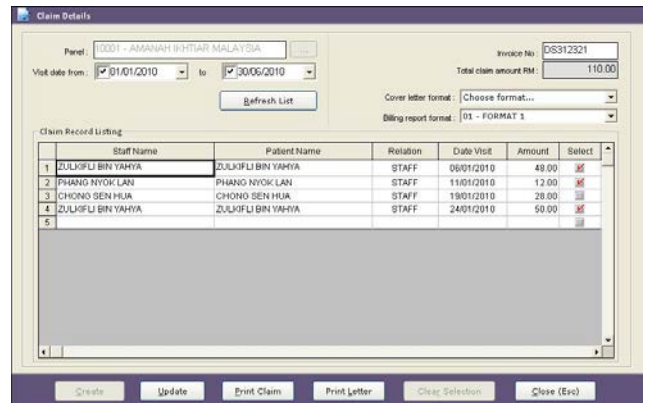 Claim Details
Panel : 10001 - AMANAH IKHTIAR MALAYSIA ...
Invoice No : DS312321
Visit date from : 01/01/2010 to 30/06/2010
Total claim amount RM : 110.00
Refresh List
Cover letter format : Choose format...
Billing report format : 01 - FORMAT 1
Claim Record Listing
Staff Name Patient Name Relation Date Visit Amount Select
1 ZULKIFLI BIN YAHYA ZULKIFLI BIN YAHYA STAFF 06/01/2010 48.00
2 PHANG NYOK LAN PHANG NYOK LAN STAFF 11/01/2010 12.00
3 CHONG SEN HUA CHONG SEN HUA STAFF 19/01/2010 28.00
4 ZULKIFLI BIN YAHYA ZULKIFLI BIN YAHYA STAFF 24/01/2010 50.00
5
Create Update Print Claim Print Letter Clear Selection Close (Esc)